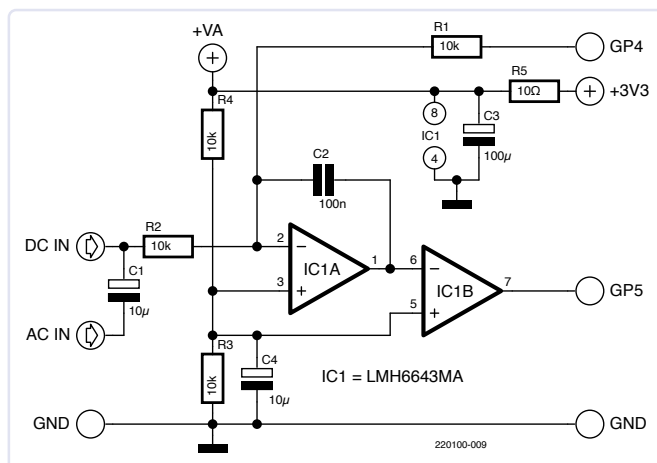 +VA
R1
10k
GP4
R5
10Ω
+3V3
R4
10k
8
IC1
4
C3
100µ
C2
100n
R2
10k
DC IN
C1
10µ
AC IN
2
−
3
+
IC1A
1
6
−
5
+
IC1B
7
GP5
R3
10k
C4
10µ
IC1 = LMH6643MA
GND
GND
220100-009